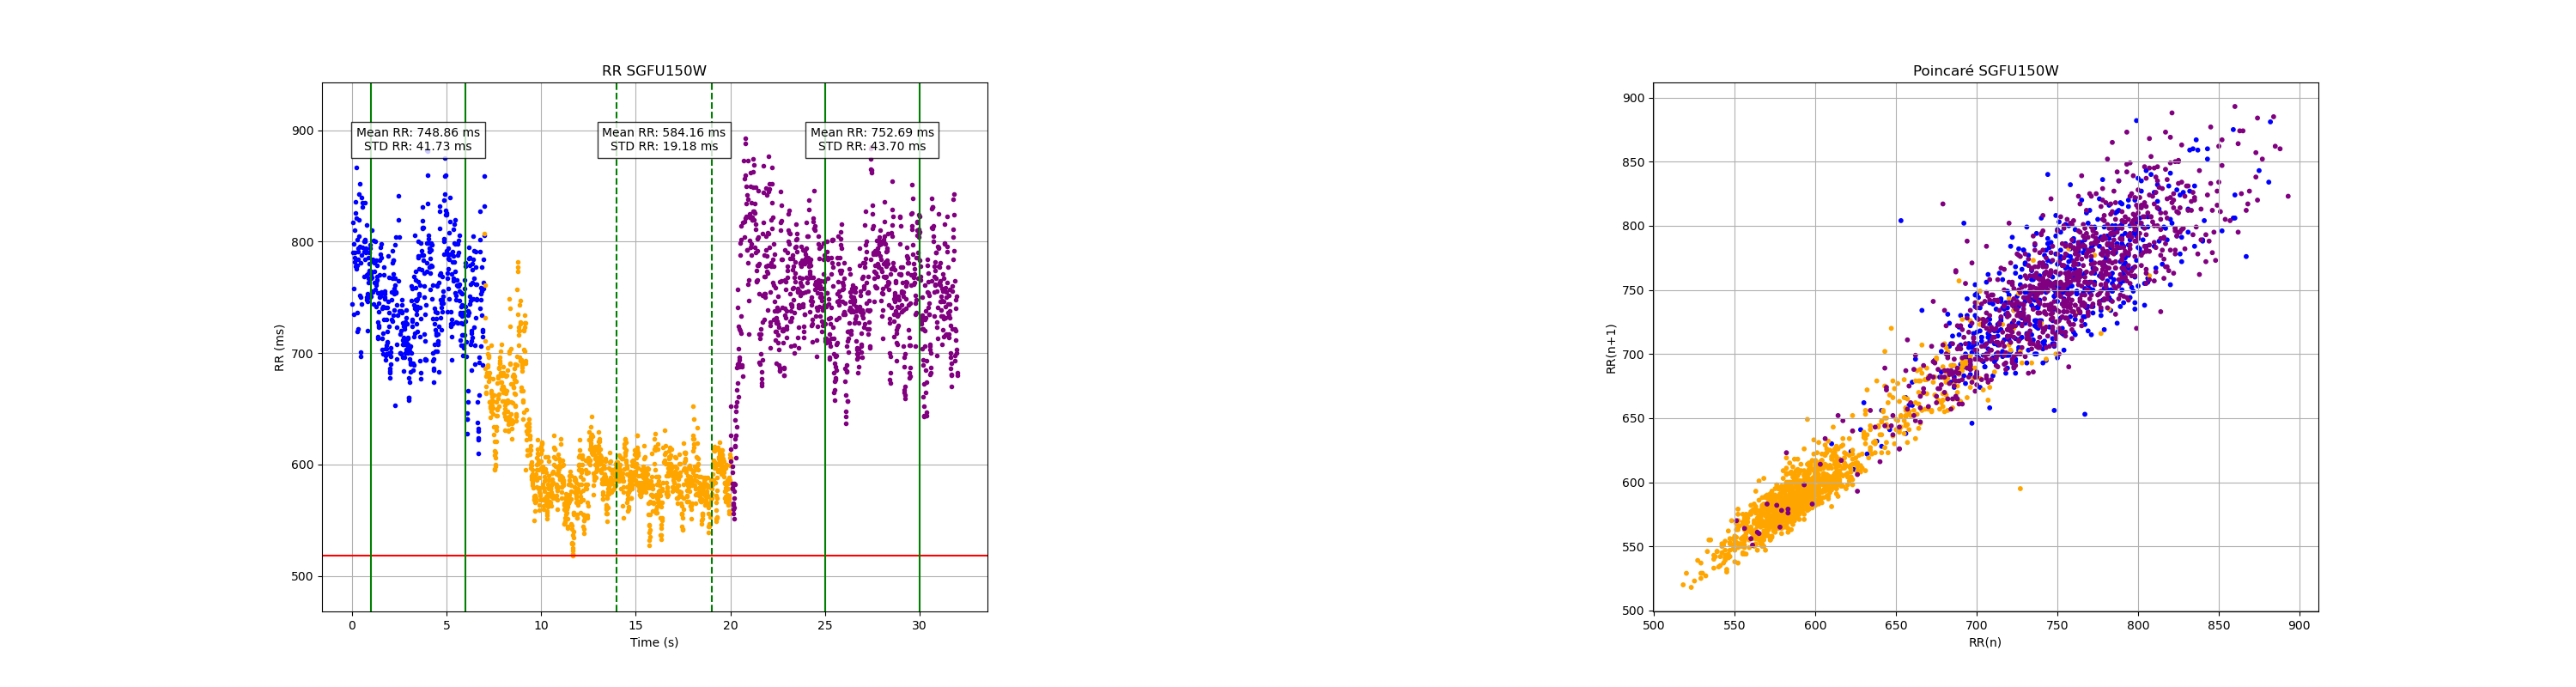 RR SGFU150W
Mean RR: 748.86 ms
STD RR: 41.73 ms
Mean RR: 584.16 ms
STD RR: 19.18 ms
Mean RR: 752.69 ms
STD RR: 43.70 ms
900
800
700
600
500
RR (ms)
0 5 10 15 20 25 30
Time (s)
Poincaré SGFU150W
900
850
800
750
700
650
600
550
500
RR(n+1)
500 550 600 650 700 750 800 850 900
RR(n)